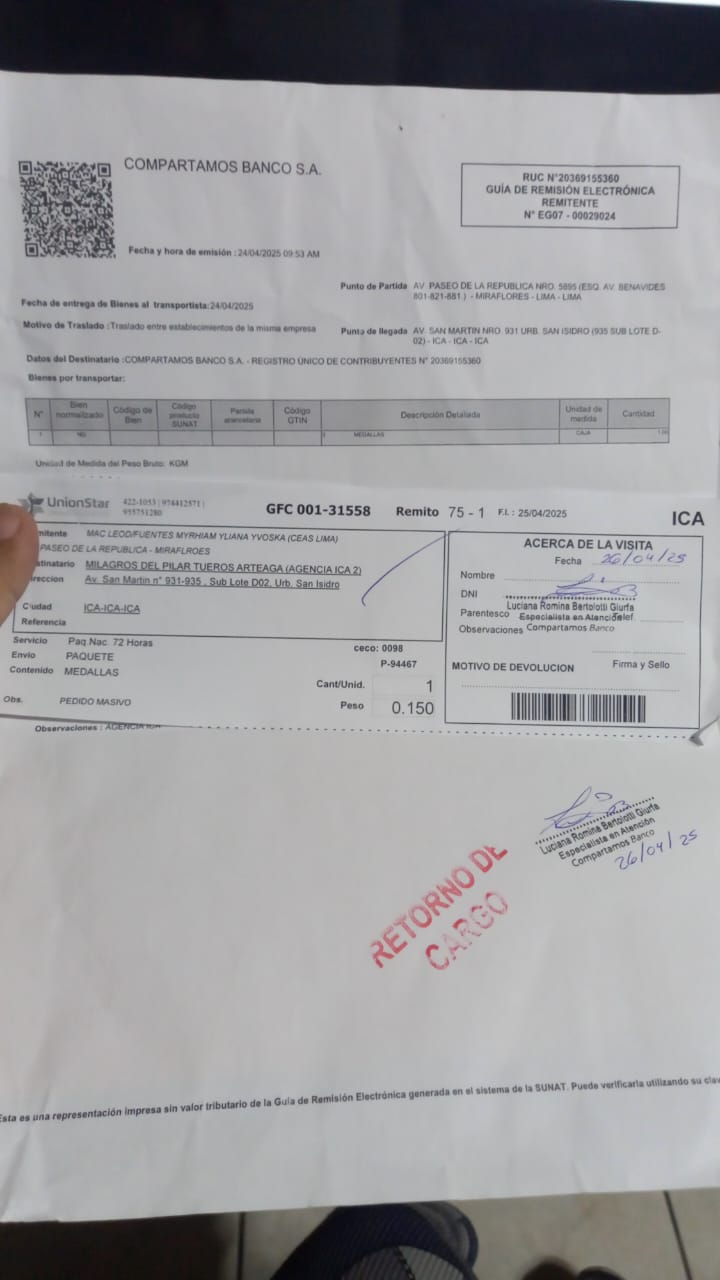 COMPARTAMOS BANCO S.A.
RUC N°20369155360
GUÍA DE REMISIÓN ELECTRÓNICA
REMITENTE
N° EG07 - 00029024
Fecha y hora de emisión : 24/04/2025 09:53 AM
Punto de Partida AV. PASEO DE LA REPUBLICA NRO. 5895 (ESQ. AV. BENAVIDES
801-821-881 ) - MIRAFLORES - LIMA - LIMA
Fecha de entrega de Bienes al transportista:24/04/2025
Motivo de Traslado :Traslado entre establecimientos de la misma empresa
Punto de llegada AV. SAN MARTIN NRO. 931 URB. SAN ISIDRO (935 SUB LOTE D-
02) - ICA - ICA - ICA
Datos del Destinatario :COMPARTAMOS BANCO S.A. - REGISTRO ÚNICO DE CONTRIBUYENTES N° 20369155360
Bienes por transportar:
N° Bien normalizado Código de Bien Código producto SUNAT Partida arancelaria Código GTIN Descripción Detallada Unidad de medida Cantidad
1 NO MEDALLAS CAJA
Unidad de Medida del Peso Bruto: KGM
UnionStar 422-1053 | 976412571 |
955751280
GFC 001-31558 Remito 75 - 1 F.I. : 25/04/2025 ICA
mitente MAC LEOD/FUENTES MYRHIAM YLIANA YVOSKA (CEAS LIMA)
PASEO DE LA REPUBLICA - MIRAFLROES
stinatario MILAGROS DEL PILAR TUEROS ARTEAGA (AGENCIA ICA 2)
ireccion Av. San Martin n° 931-935 , Sub Lote D02, Urb. San Isidro
Ciudad ICA-ICA-ICA
Referencia
Servicio Paq.Nac. 72 Horas
Envio PAQUETE
Contenido MEDALLAS
Obs. PEDIDO MASIVO
ceco: 0098
P-94467
Cant/Unid. 1
Peso 0.150
ACERCA DE LA VISITA
Fecha 26/04/25
Nombre
DNI
Luciana Romina Bertolotti Giurfa
Parentesco Especialista en Atención
Telef.
Observaciones Compartamos Banco
MOTIVO DE DEVOLUCION Firma y Sello
Observaciones : AGENCIA ICA
Luciana Romina Bertolotti Giurfa
Especialista en Atención
Compartamos Banco
26/04/25
RETORNO DE
CARGO
Esta es una representación impresa sin valor tributario de la Guía de Remisión Electrónica generada en el sistema de la SUNAT. Puede verificarla utilizando su clav